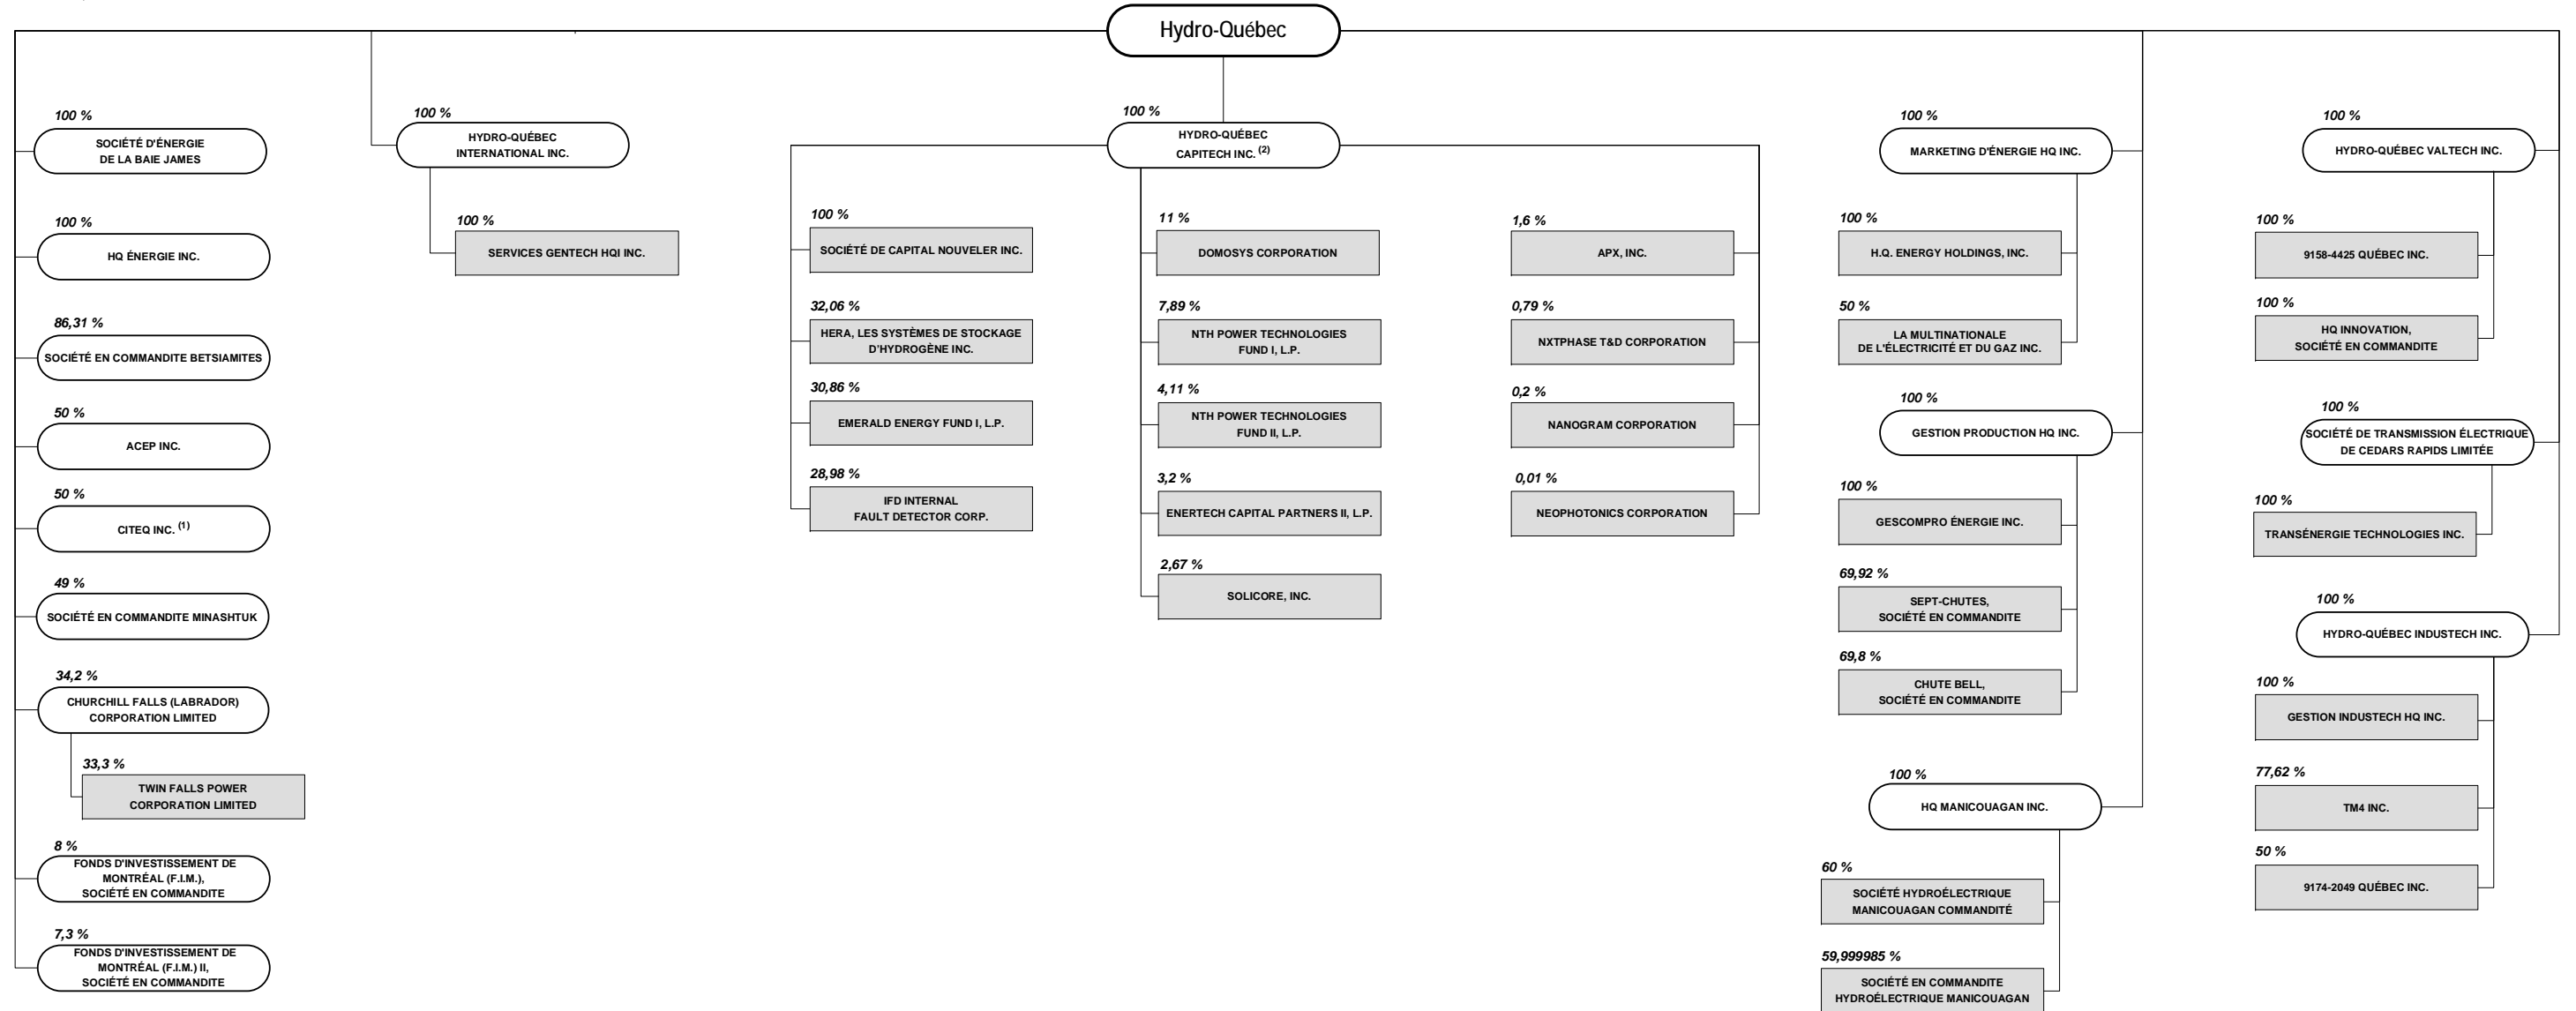 Hydro-Québec
100 %
SOCIÉTÉ D'ÉNERGIE
DE LA BAIE JAMES
100 %
HQ ÉNERGIE INC.
86,31 %
SOCIÉTÉ EN COMMANDITE BETSIAMITES
50 %
ACEP INC.
50 %
CITEQ INC. (1)
49 %
SOCIÉTÉ EN COMMANDITE MINASHTUK
34,2 %
CHURCHILL FALLS (LABRADOR)
CORPORATION LIMITED
33,3 %
TWIN FALLS POWER
CORPORATION LIMITED
8 %
FONDS D'INVESTISSEMENT DE
MONTRÉAL (F.I.M.),
SOCIÉTÉ EN COMMANDITE
7,3 %
FONDS D'INVESTISSEMENT DE
MONTRÉAL (F.I.M.) II,
SOCIÉTÉ EN COMMANDITE
100 %
HYDRO-QUÉBEC
INTERNATIONAL INC.
100 %
SERVICES GENTECH HQI INC.
100 %
HYDRO-QUÉBEC
CAPITECH INC. (2)
100 %
SOCIÉTÉ DE CAPITAL NOUVELER INC.
32,06 %
HERA, LES SYSTÈMES DE STOCKAGE
D'HYDROGÈNE INC.
30,86 %
EMERALD ENERGY FUND I, L.P.
28,98 %
IFD INTERNAL
FAULT DETECTOR CORP.
11 %
DOMOSYS CORPORATION
7,89 %
NTH POWER TECHNOLOGIES
FUND I, L.P.
4,11 %
NTH POWER TECHNOLOGIES
FUND II, L.P.
3,2 %
ENERTECH CAPITAL PARTNERS II, L.P.
2,67 %
SOLICORE, INC.
1,6 %
APX, INC.
0,79 %
NXTPHASE T&D CORPORATION
0,2 %
NANOGRAM CORPORATION
0,01 %
NEOPHOTONICS CORPORATION
100 %
MARKETING D'ÉNERGIE HQ INC.
100 %
H.Q. ENERGY HOLDINGS, INC.
50 %
LA MULTINATIONALE
DE L'ÉLECTRICITÉ ET DU GAZ INC.
100 %
GESTION PRODUCTION HQ INC.
100 %
GESCOMPRO ÉNERGIE INC.
69,92 %
SEPT-CHUTES,
SOCIÉTÉ EN COMMANDITE
69,8 %
CHUTE BELL,
SOCIÉTÉ EN COMMANDITE
100 %
HQ MANICOUAGAN INC.
60 %
SOCIÉTÉ HYDROÉLECTRIQUE
MANICOUAGAN COMMANDITÉ
59,999985 %
SOCIÉTÉ EN COMMANDITE
HYDROÉLECTRIQUE MANICOUAGAN
100 %
HYDRO-QUÉBEC VALTECH INC.
100 %
9158-4425 QUÉBEC INC.
100 %
HQ INNOVATION,
SOCIÉTÉ EN COMMANDITE
100 %
SOCIÉTÉ DE TRANSMISSION ÉLECTRIQUE
DE CEDARS RAPIDS LIMITÉE
100 %
TRANSÉNERGIE TECHNOLOGIES INC.
100 %
HYDRO-QUÉBEC INDUSTECH INC.
100 %
GESTION INDUSTECH HQ INC.
77,62 %
TM4 INC.
50 %
9174-2049 QUÉBEC INC.